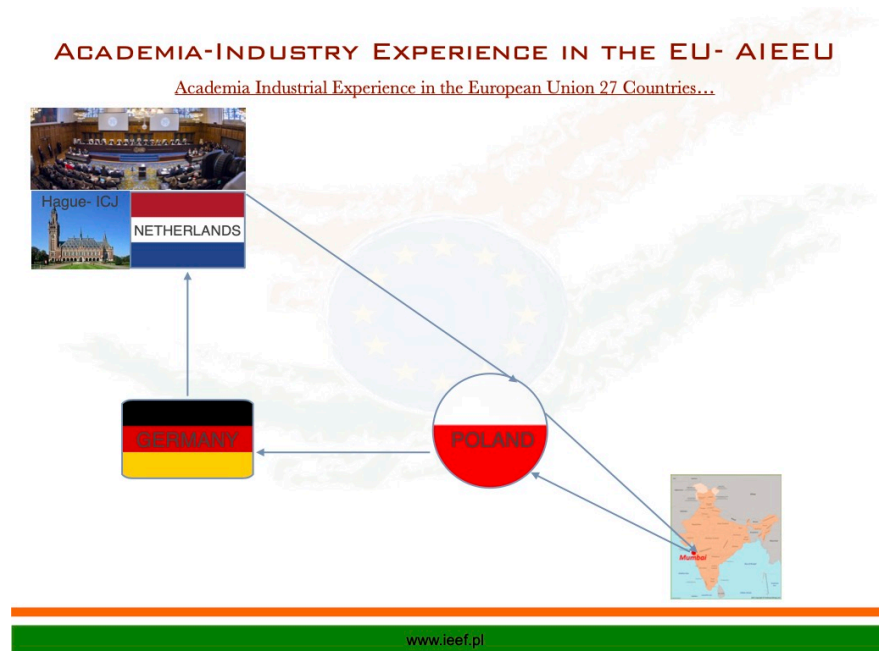 ACADEMIA-INDUSTRY EXPERIENCE IN THE EU- AIEEU
Academia Industrial Experience in the European Union 27 Countries…
Hague- ICJ
NETHERLANDS
GERMANY
POLAND
Mumbai
www.ieef.pl